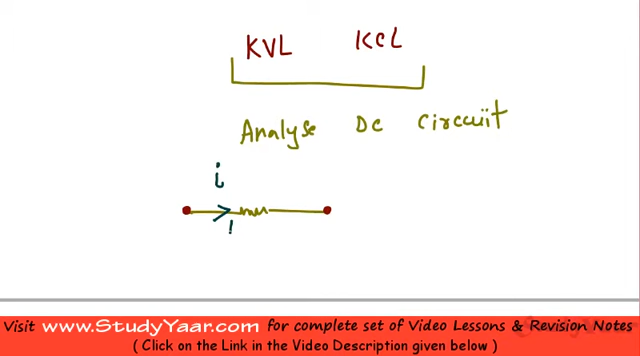 KVL KCL
Analyse DC Circuit
i
Visit www.StudyYaar.com for complete set of Video Lessons & Revision Notes
( Click on the Link in the Video Description given below )